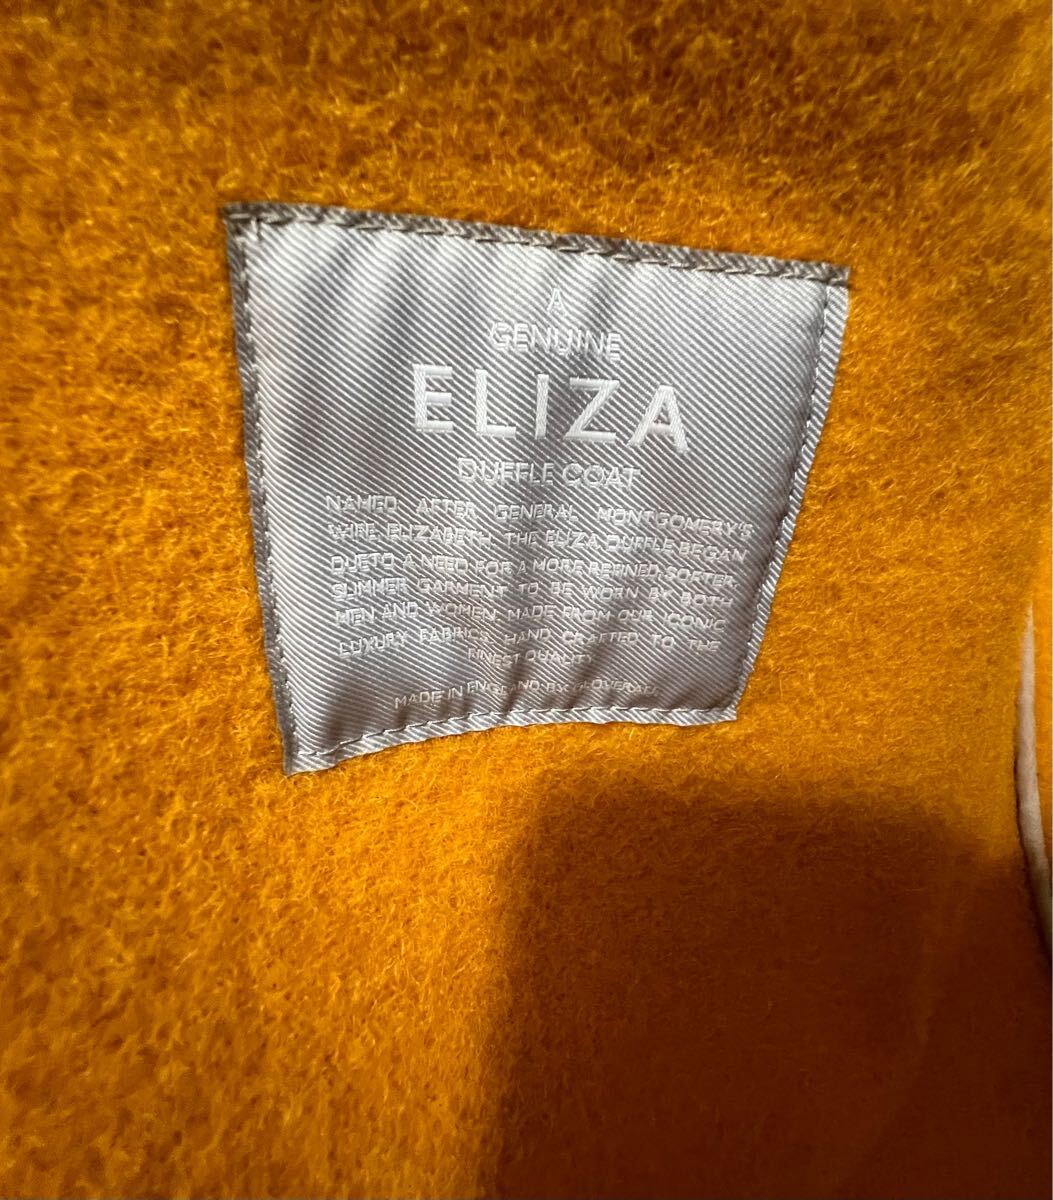 A
GENUINE
ELIZA
DUFFLE COAT
NAMED AFTER GENERAL MONTGOMERY'S
WIFE, ELIZABETH, THE ELIZA DUFFLE BEGAN
DUE TO A NEED FOR A MORE REFINED, SOFTER
SUMMER GARMENT TO BE WORN BY BOTH
MEN AND WOMEN. MADE FROM OUR ICONIC
LUXURY FABRICS, HAND CRAFTED TO THE
FINEST QUALITY.
MADE IN ENGLAND BY GLOVERALL